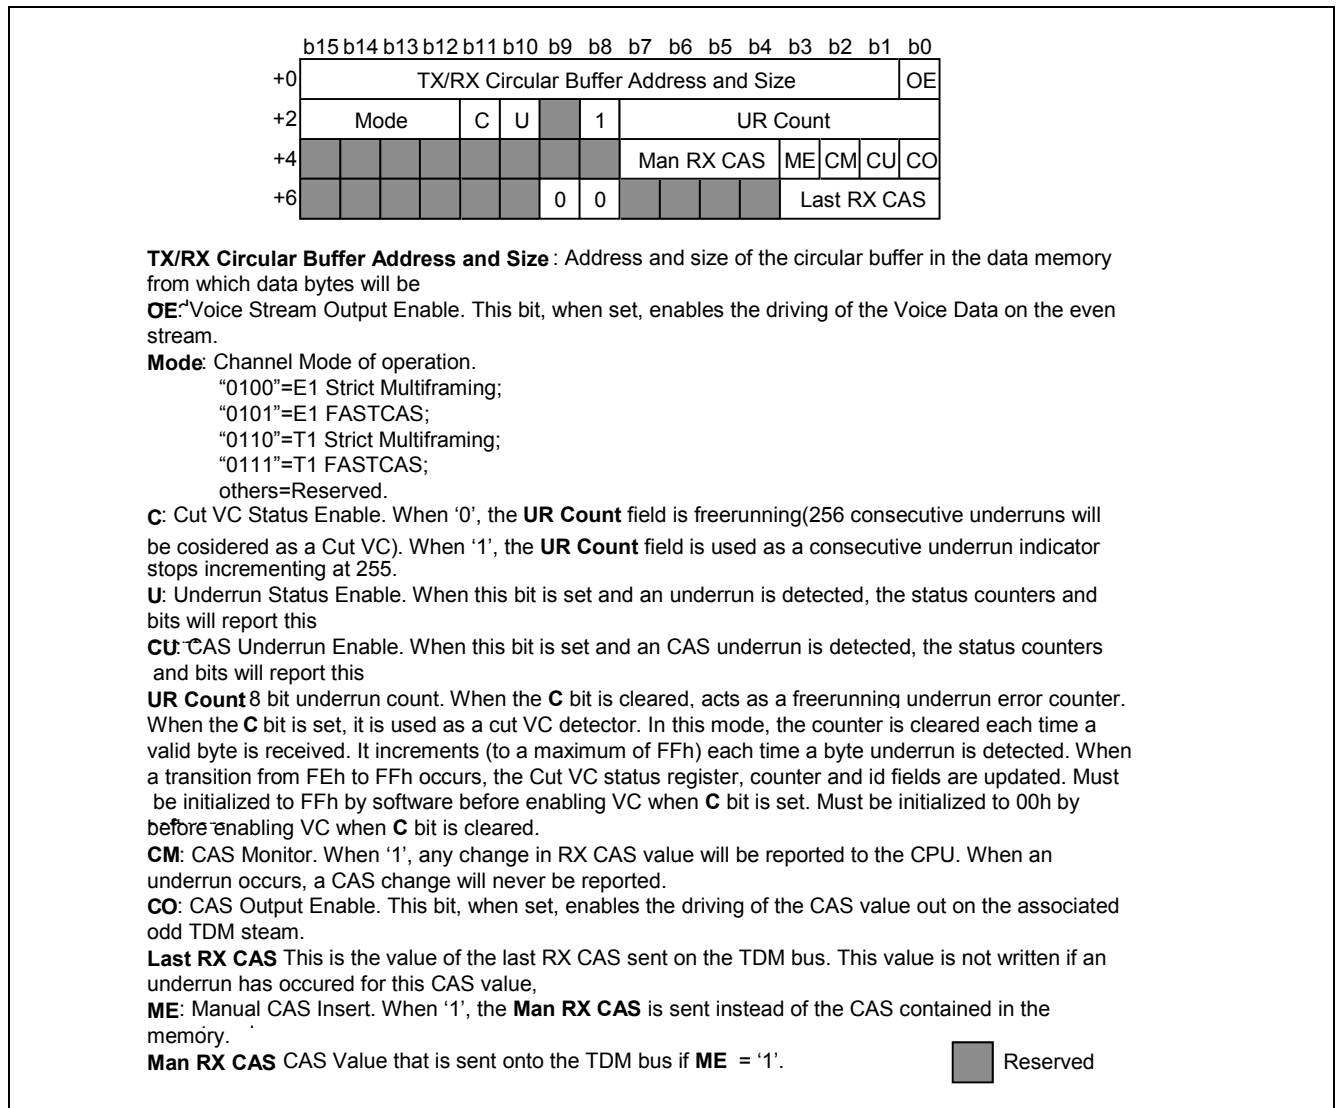 b15 b14 b13 b12 b11 b10 b9 b8 b7 b6 b5 b4 b3 b2 b1 b0
+0 TX/RX Circular Buffer Address and Size OE
+2 Mode C U 1 UR Count
+4 Man RX CAS ME CM CU CO
+6 0 0 Last RX CAS
TX/RX Circular Buffer Address and Size : Address and size of the circular buffer in the data memory
from which data bytes will be
OE: Voice Stream Output Enable. This bit, when set, enables the driving of the Voice Data on the even
stream.
Mode: Channel Mode of operation.
“0100”=E1 Strict Multiframing;
“0101”=E1 FASTCAS;
“0110”=T1 Strict Multiframing;
“0111”=T1 FASTCAS;
others=Reserved.
C: Cut VC Status Enable. When ‘0’, the UR Count field is freerunning(256 consecutive underruns will
be cosidered as a Cut VC). When ‘1’, the UR Count field is used as a consecutive underrun indicator
stops incrementing at 255.
U: Underrun Status Enable. When this bit is set and an underrun is detected, the status counters and
bits will report this
CU: CAS Underrun Enable. When this bit is set and an CAS underrun is detected, the status counters
and bits will report this
UR Count 8 bit underrun count. When the C bit is cleared, acts as a freerunning underrun error counter.
When the C bit is set, it is used as a cut VC detector. In this mode, the counter is cleared each time a
valid byte is received. It increments (to a maximum of FFh) each time a byte underrun is detected. When
a transition from FEh to FFh occurs, the Cut VC status register, counter and id fields are updated. Must
be initialized to FFh by software before enabling VC when C bit is set. Must be initialized to 00h by
before enabling VC when C bit is cleared.
CM: CAS Monitor. When ‘1’, any change in RX CAS value will be reported to the CPU. When an
underrun occurs, a CAS change will never be reported.
CO: CAS Output Enable. This bit, when set, enables the driving of the CAS value out on the associated
odd TDM steam.
Last RX CAS This is the value of the last RX CAS sent on the TDM bus. This value is not written if an
underrun has occured for this CAS value,
ME: Manual CAS Insert. When ‘1’, the Man RX CAS is sent instead of the CAS contained in the
memory.
Man RX CAS CAS Value that is sent onto the TDM bus if ME = ‘1’.
Reserved